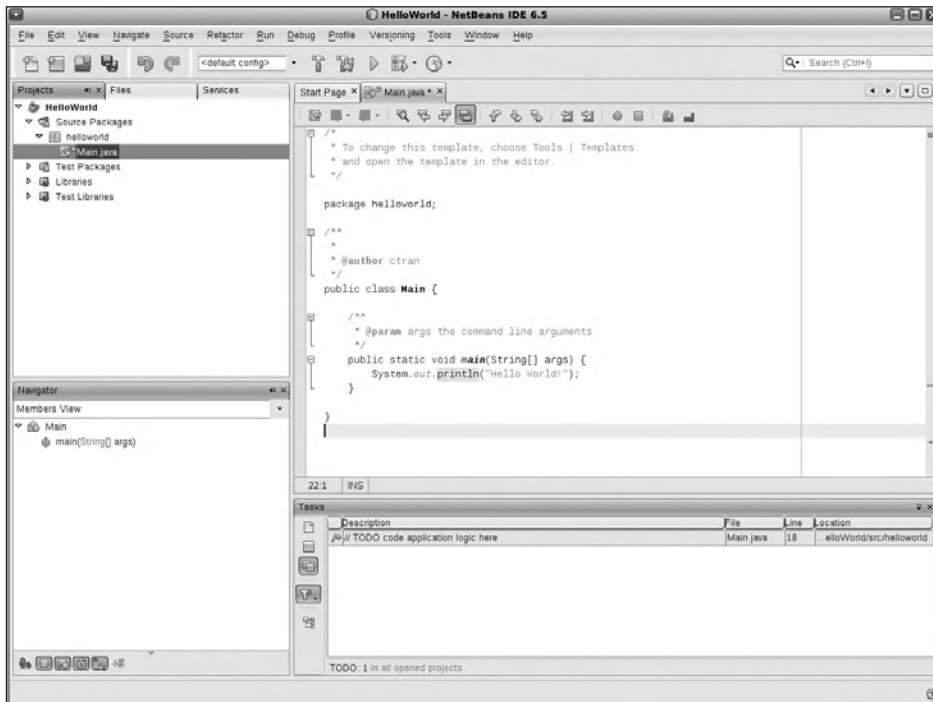 HelloWorld - NetBeans IDE 6.5
File Edit View Navigate Source Refactor Run Debug Profile Versioning Tools Window Help
<default config>
Search (Ctrl+I)
Projects Files Services
HelloWorld
Source Packages
helloworld
Main.java
Test Packages
Libraries
Test Libraries
Navigator
Members View
Main
main(String[] args)
Start Page Main.java *
/*
* To change this template, choose Tools | Templates
* and open the template in the editor.
*/
package helloworld;
/**
*
* @author ctran
*/
public class Main {
/**
* @param args the command line arguments
*/
public static void main(String[] args) {
System.out.println("Hello World!");
}
}
22:1 INS
Tasks
Description File Line Location
// TODO code application logic here Main.java 18 ...elloWorld/src/helloworld
TODO: 1 in all opened projects